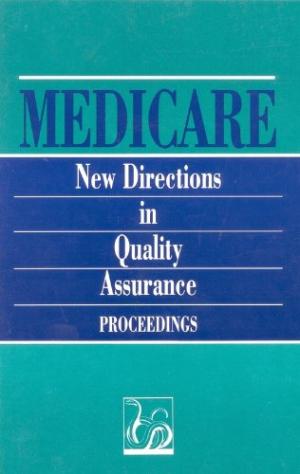 MEDICARE
New Directions
in
Quality
Assurance
PROCEEDINGS